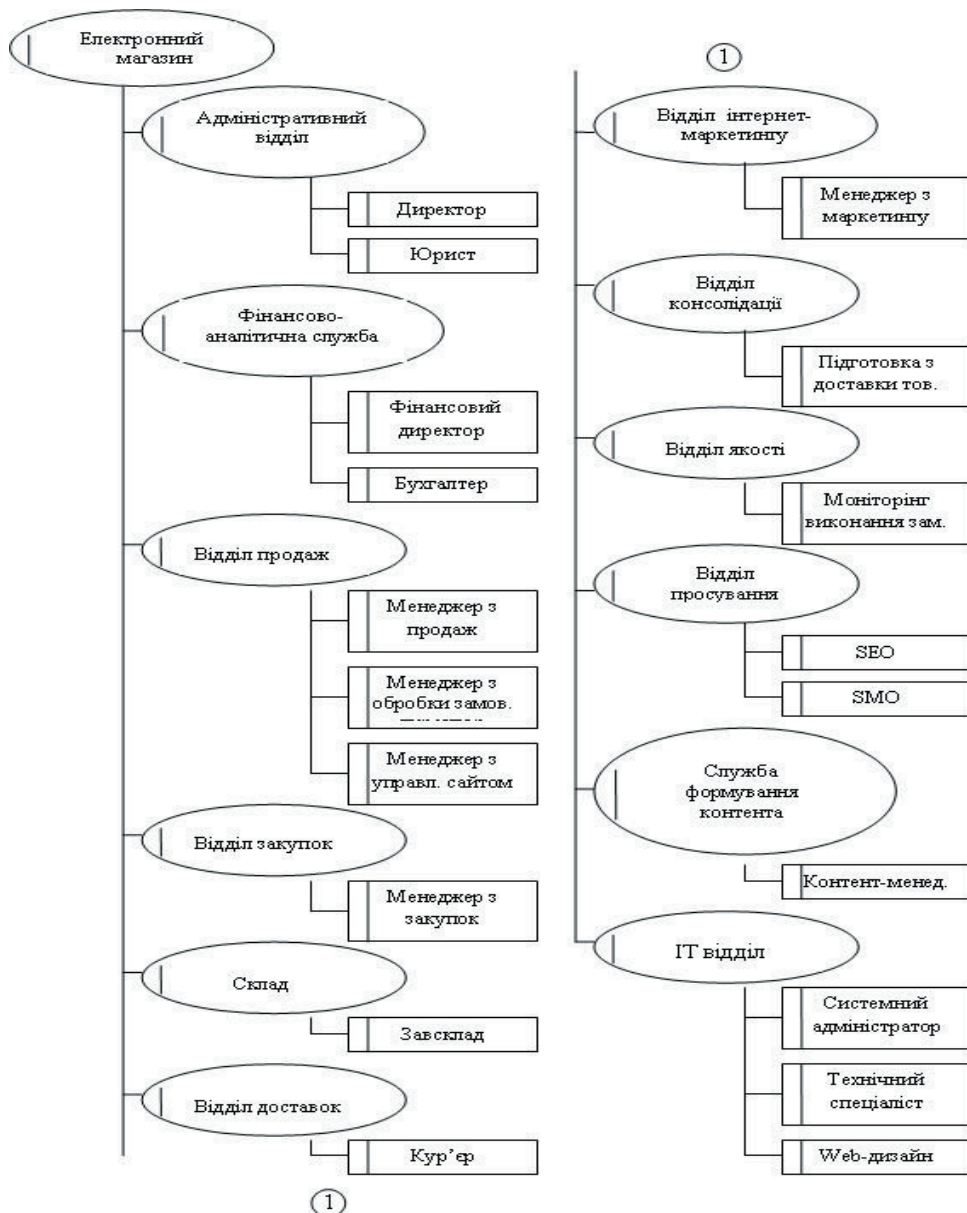 Електронний
магазин
Адміністративний
відділ
Директор
Юрист
Фінансово-
аналітична служба
Фінансовий
директор
Бухгалтер
Відділ продаж
Менеджер з
продаж
Менеджер з
обробки замов.
Менеджер з
управл. сайтом
Відділ закупок
Менеджер з
закупок
Склад
Завсклад
Відділ доставок
Кур’єр
1
1
Відділ інтернет-
маркетингу
Менеджер з
маркетингу
Відділ
консолідації
Підготовка з
доставки тов.
Відділ якості
Моніторінг
виконання зам.
Відділ
просування
SEO
SMO
Служба
формування
контента
Контент-менед.
ІТ відділ
Системний
адміністратор
Технічний
спеціаліст
Web-дизайн